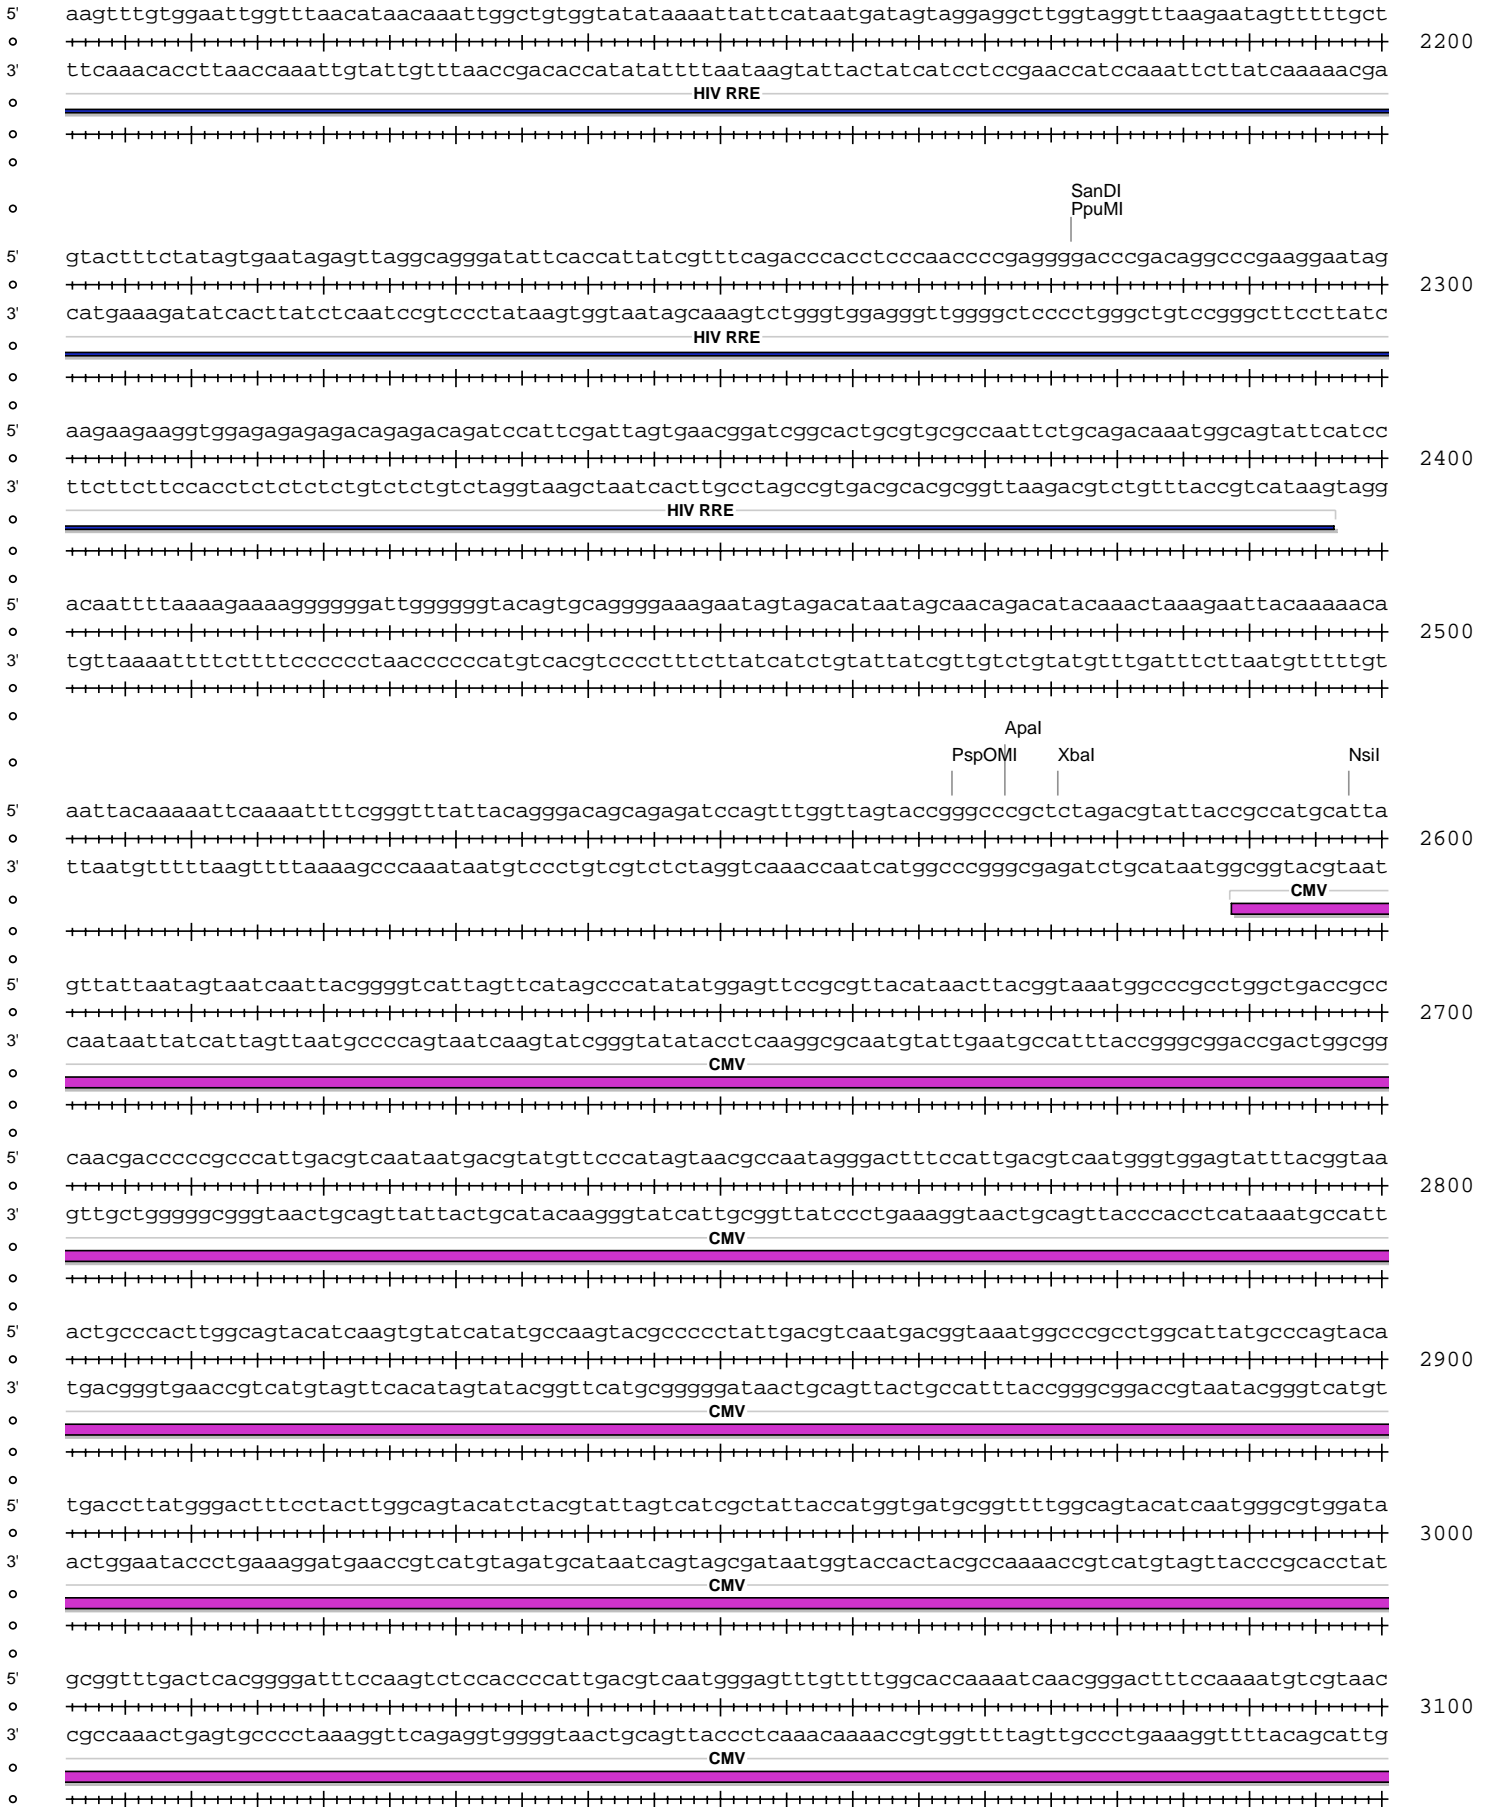 5' aagtttgtggaattggtttaacataacaaattggctgtggtatataaaattattcataatgatagtaggaggcttggtaggtttaagaatagtttttgct
2200
3' ttcaaacaccttaaccaaattgtattgtttaaccgacaccatatattttaataagtattactatcatcctccgaaccatccaaattcttatcaaaaacga
HIV RRE
SanDI
PpuMI
5' gtactttctatagtgaatagagttaggcagggatattcaccattatcgtttcagacccacctcccaaccccgaggggacccgacaggcccgaaggaatag
2300
3' catgaaagatatcacttatctcaatccgtccctataagtggtaatagcaaagtctgggtggagggttggggctcccctgggctgtccgggcttccttatc
HIV RRE
5' aagaagaaggtggagagagagacagagacagatccattcgattagtgaacggatcggcactgcgtgcgccaattctgcagacaaatggcagtattcatcc
2400
3' ttcttcttccacctctctctctgtctctgtctaggtaagctaatcacttgcctagccgtgacgcacgcggttaagacgtctgtttaccgtcataagtagg
HIV RRE
5' acaattttaaaagaaaaggggggattggggggtacagtgcaggggaaagaatagtagacataatagcaacagacatacaaactaaagaattacaaaaaca
2500
3' tgttaaaattttcttttcccccctaaccccccatgtcacgtcccctttcttatcatctgtattatcgttgtctgtatgtttgatttcttaatgtttttgt
ApaI
PspOMI XbaI NsiI
5' aattacaaaaattcaaaattttcgggtttattacagggacagcagagatccagtttggttagtaccgggcccgctctagacgtattaccgccatgcatta
2600
3' ttaatgtttttaagttttaaaagcccaaataatgtccctgtcgtctctaggtcaaaccaatcatggcccgggcgagatctgcataatggcggtacgtaat
CMV
5' gttattaatagtaatcaattacggggtcattagttcatagcccatatatggagttccgcgttacataacttacggtaaatggcccgcctggctgaccgcc
2700
3' caataattatcattagttaatgccccagtaatcaagtatcgggtatatacctcaaggcgcaatgtattgaatgccatttaccgggcggaccgactggcgg
CMV
5' caacgacccccgcccattgacgtcaataatgacgtatgttcccatagtaacgccaatagggactttccattgacgtcaatgggtggagtatttacggtaa
2800
3' gttgctgggggcgggtaactgcagttattactgcatacaagggtatcattgcggttatccctgaaaggtaactgcagttacccacctcataaatgccatt
CMV
5' actgcccacttggcagtacatcaagtgtatcatatgccaagtacgccccctattgacgtcaatgacggtaaatggcccgcctggcattatgcccagtaca
2900
3' tgacgggtgaaccgtcatgtagttcacatagtatacggttcatgcgggggataactgcagttactgccatttaccgggcggaccgtaatacgggtcatgt
CMV
5' tgaccttatgggactttcctacttggcagtacatctacgtattagtcatcgctattaccatggtgatgcggttttggcagtacatcaatgggcgtggata
3000
3' actggaataccctgaaaggatgaaccgtcatgtagatgcataatcagtagcgataatggtaccactacgccaaaaccgtcatgtagttacccgcacctat
CMV
5' gcggtttgactcacggggatttccaagtctccaccccattgacgtcaatgggagtttgttttggcaccaaaatcaacgggactttccaaaatgtcgtaac
3100
3' cgccaaactgagtgcccctaaaggttcagaggtggggtaactgcagttaccctcaaacaaaaccgtggttttagttgccctgaaaggttttacagcattg
CMV